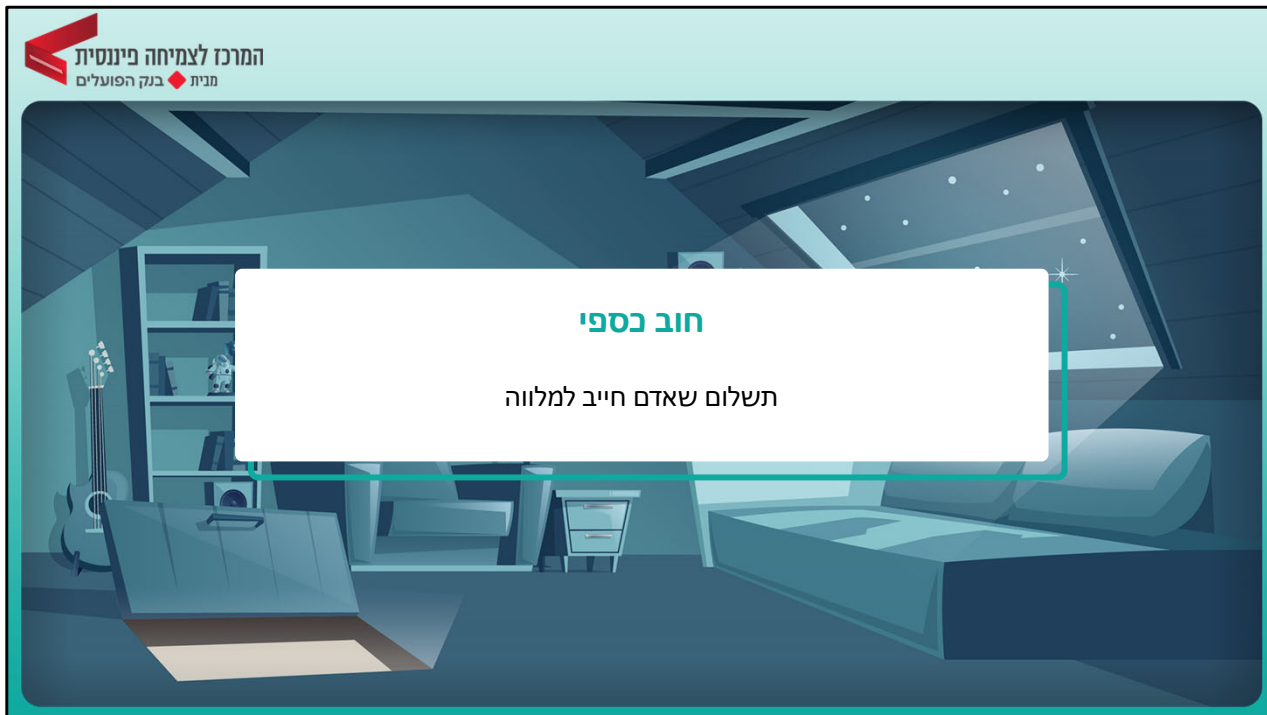 המרכז לצמיחה פיננסית
מבית בנק הפועלים
חוב כספי
תשלום שאדם חייב למלווה